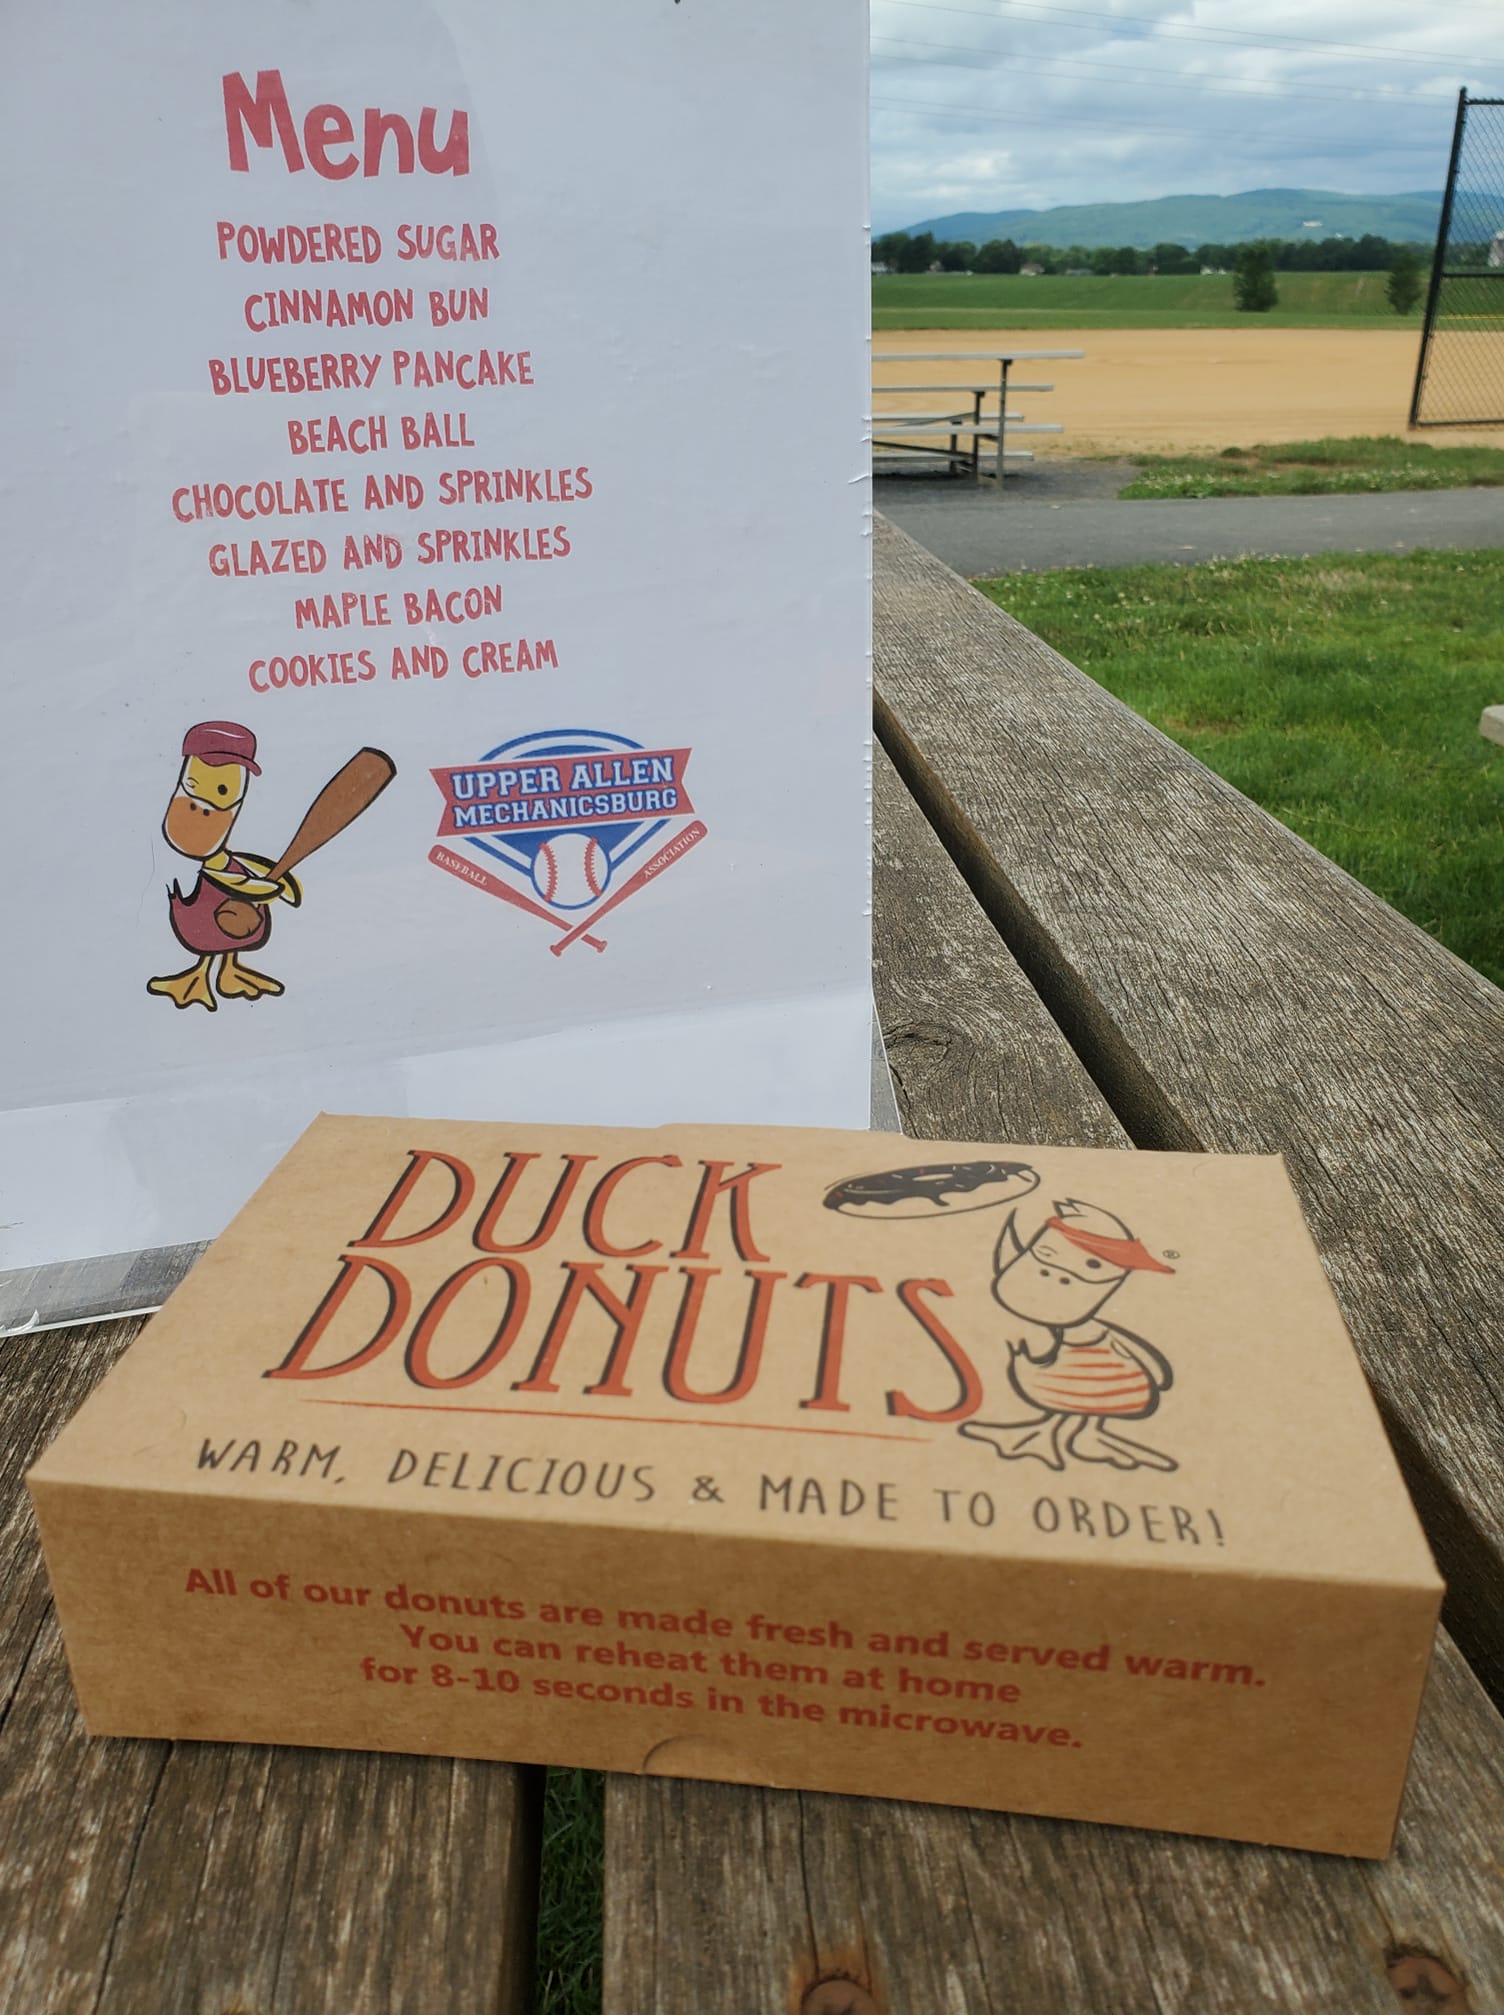 Menu
POWDERED SUGAR
CINNAMON BUN
BLUEBERRY PANCAKE
BEACH BALL
CHOCOLATE AND SPRINKLES
GLAZED AND SPRINKLES
MAPLE BACON
COOKIES AND CREAM
UPPER ALLEN
MECHANICSBURG
BASEBALL ASSOCIATION
DUCK
DONUTS
®
WARM, DELICIOUS & MADE TO ORDER!
All of our donuts are made fresh and served warm.
You can reheat them at home
for 8-10 seconds in the microwave.